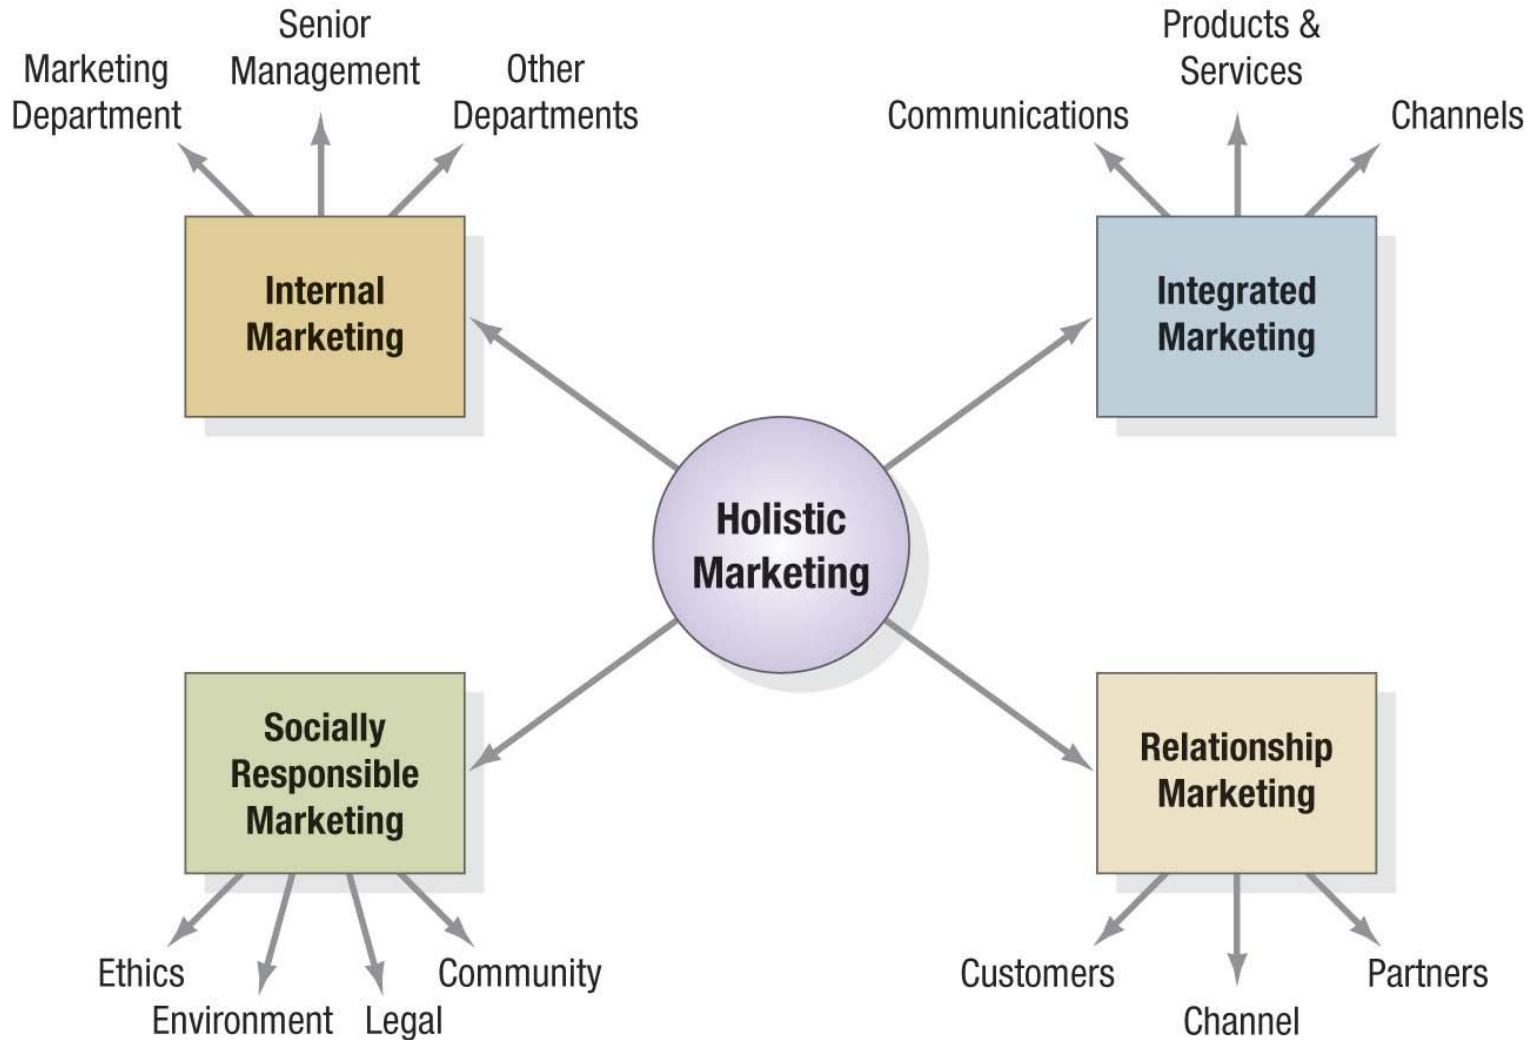 Senior
Management
Marketing
Department
Other
Departments
Products &
Services
Communications
Channels
Internal
Marketing
Integrated
Marketing
Holistic
Marketing
Socially
Responsible
Marketing
Relationship
Marketing
Ethics
Environment
Legal
Community
Customers
Channel
Partners